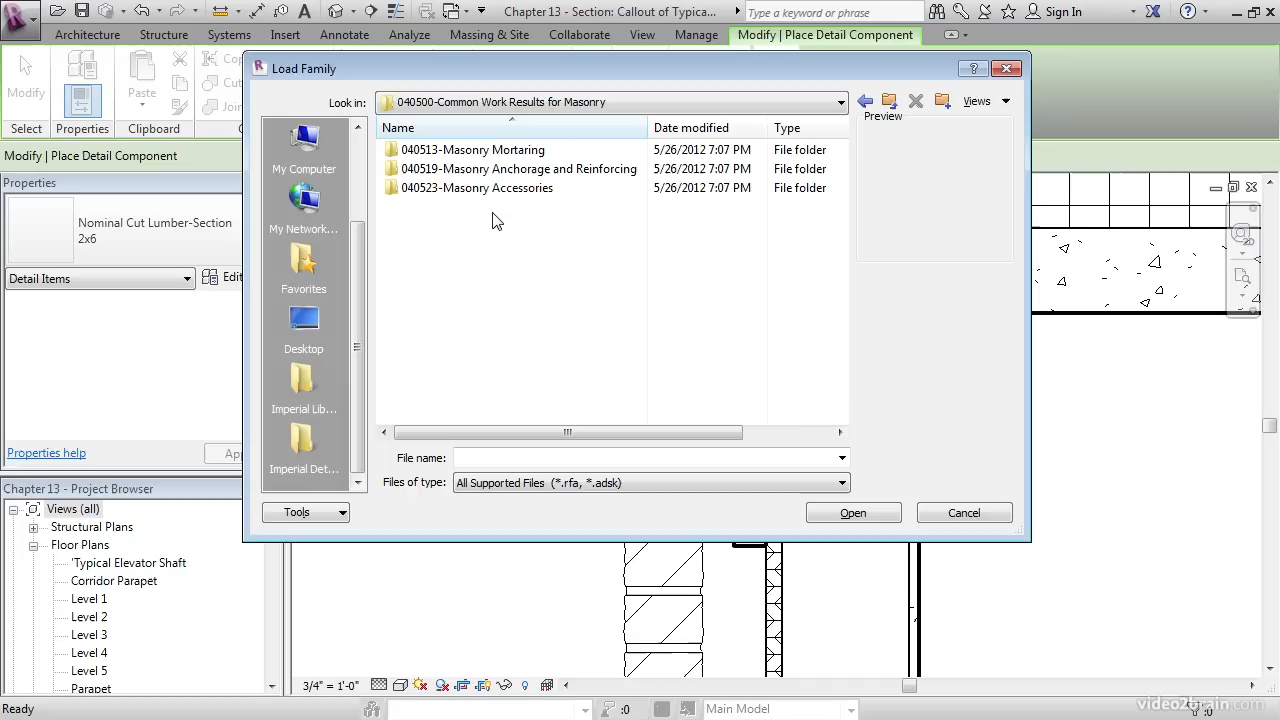 Chapter 13 - Section: Callout of Typica...
Type a keyword or phrase
Sign In
Architecture
Structure
Systems
Insert
Annotate
Analyze
Massing & Site
Collaborate
View
Manage
Modify | Place Detail Component
Modify
Paste
Cop
Cut
Join
Select
Properties
Clipboard
Modify | Place Detail Component
Properties
Nominal Cut Lumber-Section
2x6
Detail Items
Edit
Properties help
App
Load Family
Look in:
040500-Common Work Results for Masonry
Views
Preview
Name
Date modified
Type
040513-Masonry Mortaring
5/26/2012 7:07 PM
File folder
040519-Masonry Anchorage and Reinforcing
5/26/2012 7:07 PM
File folder
040523-Masonry Accessories
5/26/2012 7:07 PM
File folder
My Computer
My Network...
Favorites
Desktop
Imperial Lib...
Imperial Det...
File name:
Files of type:
All Supported Files (*.rfa, *.adsk)
Tools
Open
Cancel
Chapter 13 - Project Browser
Views (all)
Structural Plans
Floor Plans
'Typical Elevator Shaft
Corridor Parapet
Level 1
Level 2
Level 3
Level 4
Level 5
Parapet
3/4" = 1'-0"
Ready
:0
Main Model
:0
video2brain.com